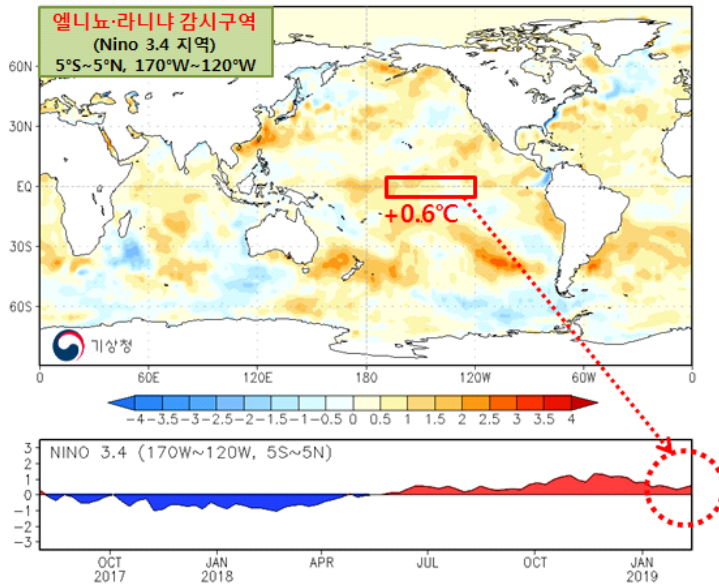 엘니뇨·라니냐 감시구역
(Nino 3.4 지역)
5°S~5°N, 170°W~120°W
60N
30N
EQ
30S
60S
+0.6℃
기상청
0 60E 120E 180 120W 60W 0
-4 -3.5 -3 -2.5 -2 -1.5 -1 -0.5 0 0.5 1 1.5 2 2.5 3 3.5 4
NINO 3.4 (170W~120W, 5S~5N)
3
2
1
0
-1
-2
-3
OCT JAN APR JUL OCT JAN
2017 2018 2019